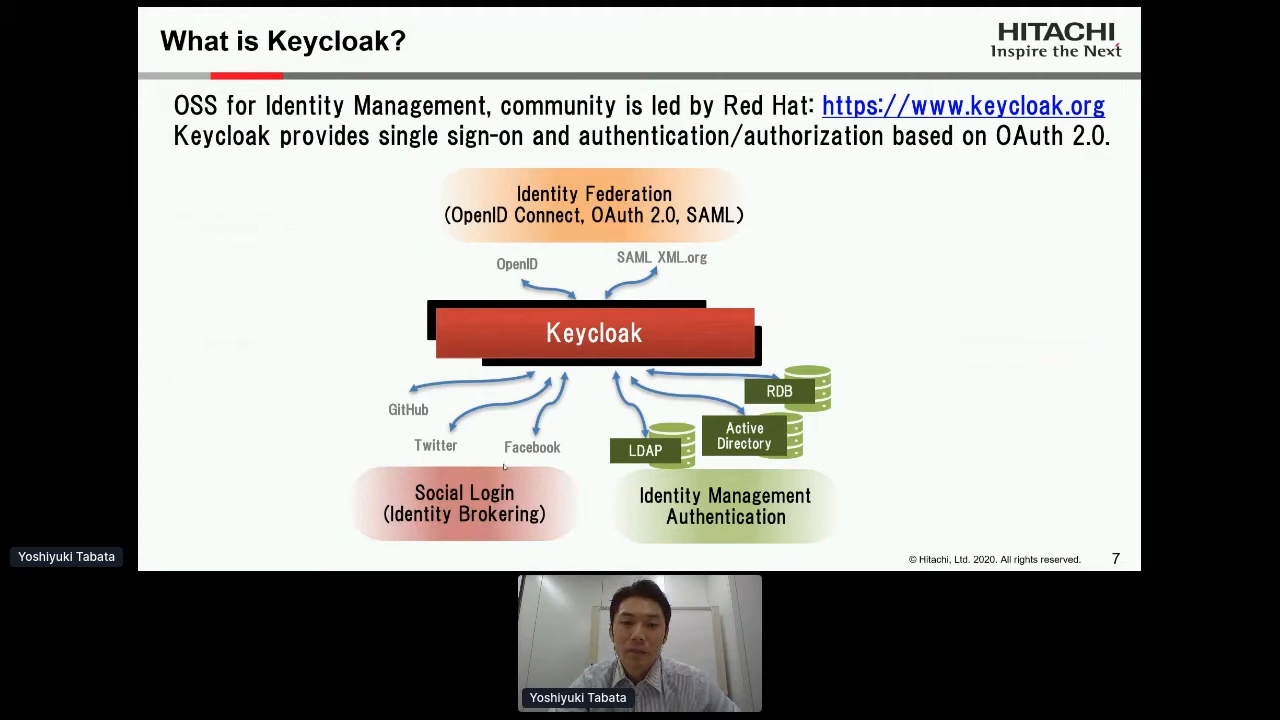 What is Keycloak?
HITACHI
Inspire the Next
OSS for Identity Management, community is led by Red Hat: https://www.keycloak.org
Keycloak provides single sign-on and authentication/authorization based on OAuth 2.0.
Identity Federation
(OpenID Connect, OAuth 2.0, SAML)
OpenID
SAML XML.org
Keycloak
GitHub
Twitter
Facebook
LDAP
Active
Directory
RDB
Social Login
(Identity Brokering)
Identity Management
Authentication
© Hitachi, Ltd. 2020. All rights reserved.
7
Yoshiyuki Tabata
Yoshiyuki Tabata